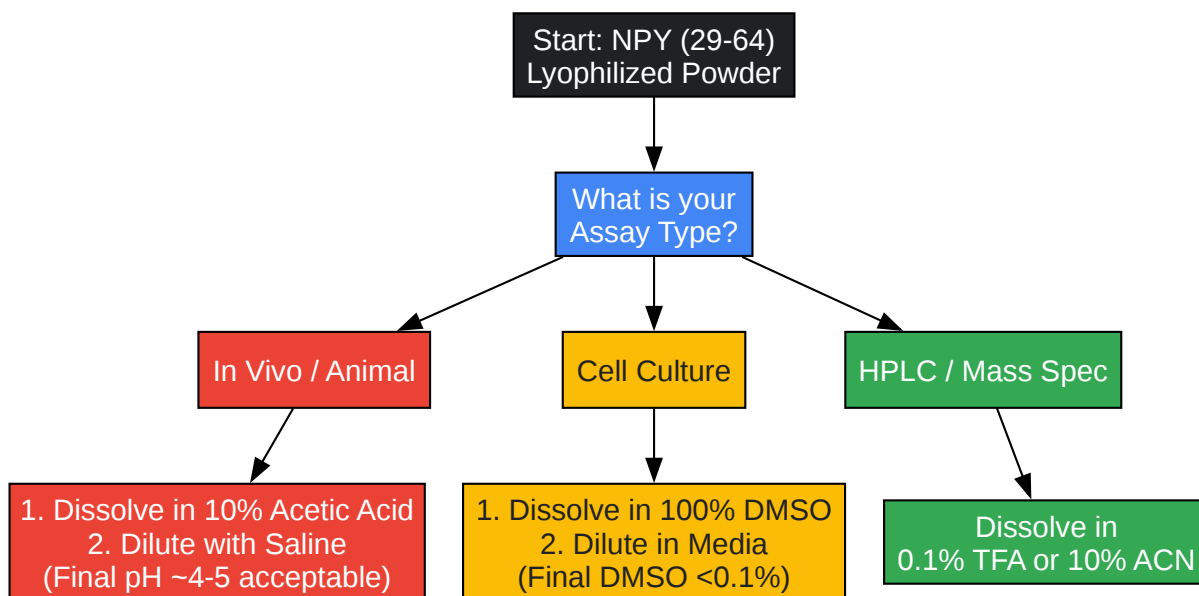 Start: NPY (29-64)
Lyophilized Powder
What is your
Assay Type?
In Vivo / Animal
Cell Culture
HPLC / Mass Spec
1. Dissolve in 10% Acetic Acid
2. Dilute with Saline
(Final pH ~4-5 acceptable)
1. Dissolve in 100% DMSO
2. Dilute in Media
(Final DMSO <0.1%)
Dissolve in
0.1% TFA or 10% ACN